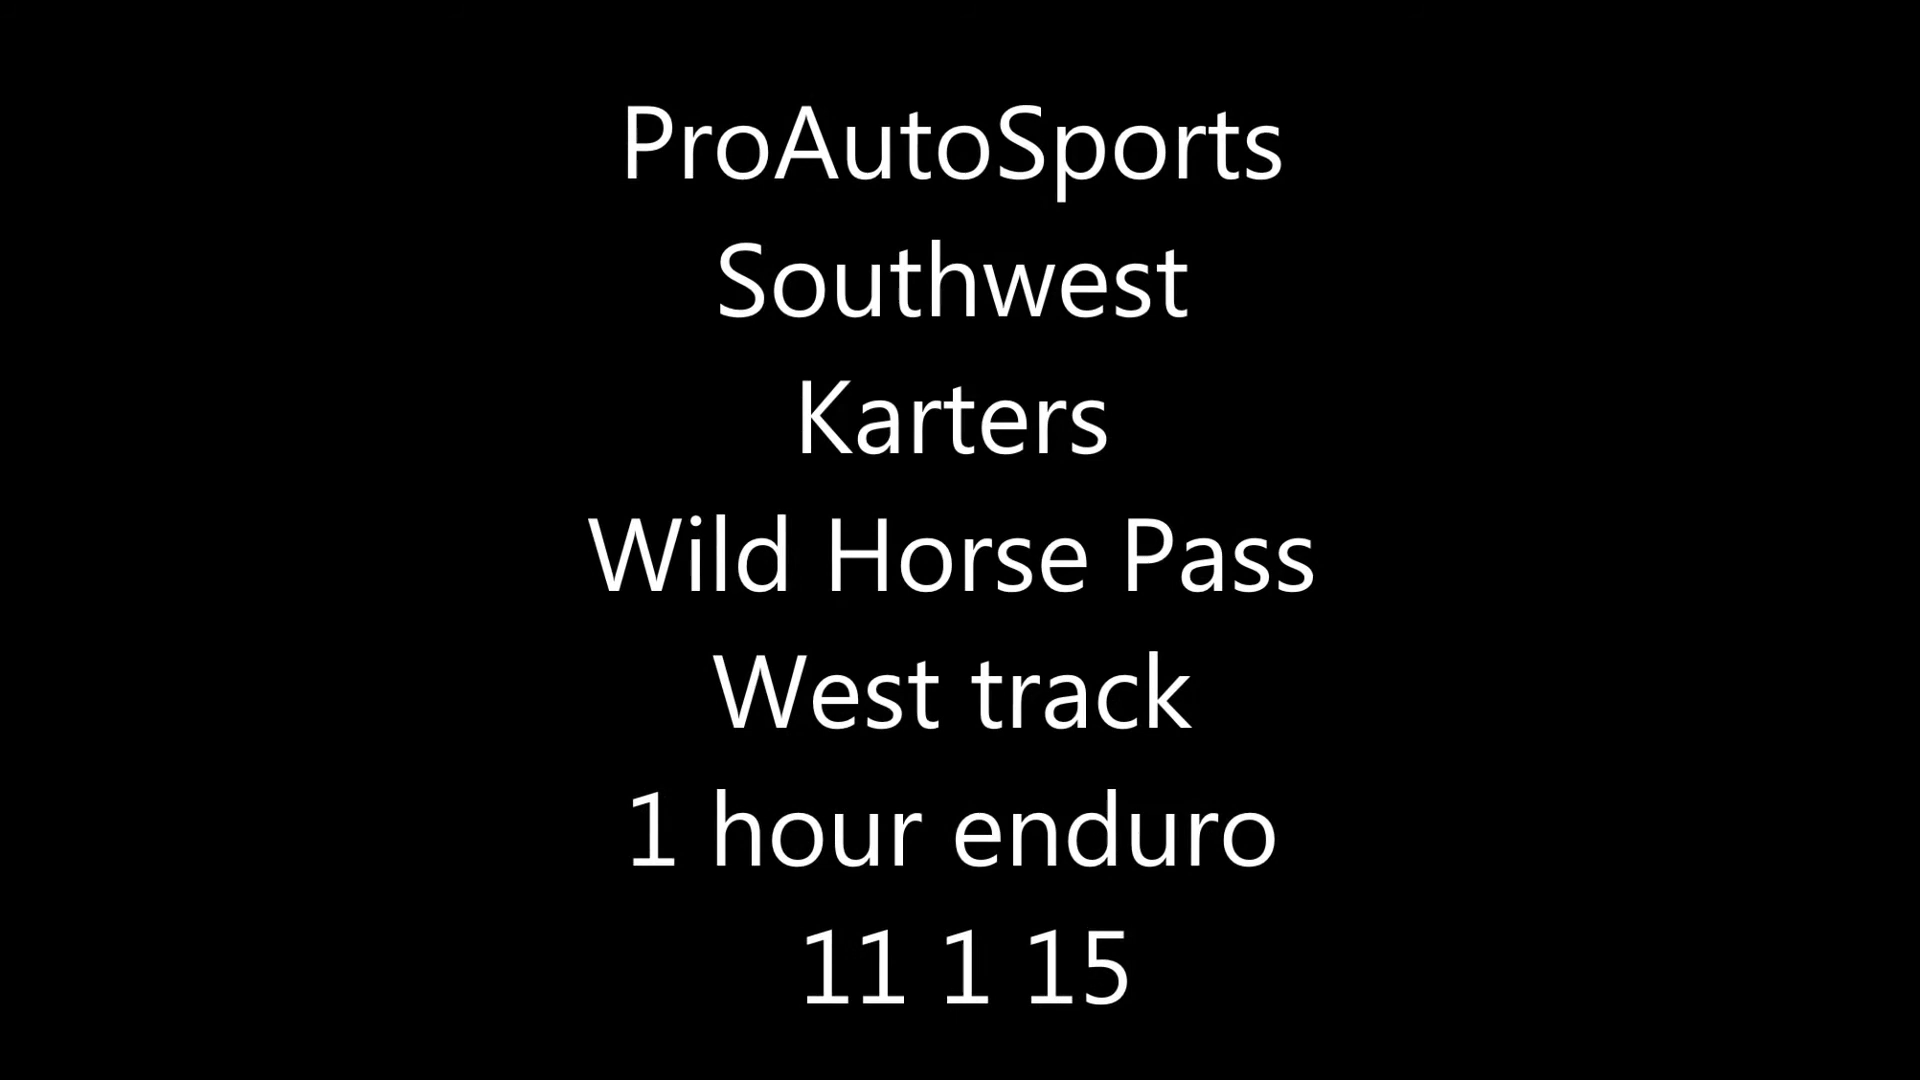 ProAutoSports
Southwest
Karters
Wild Horse Pass
West track
1 hour enduro
11 1 15